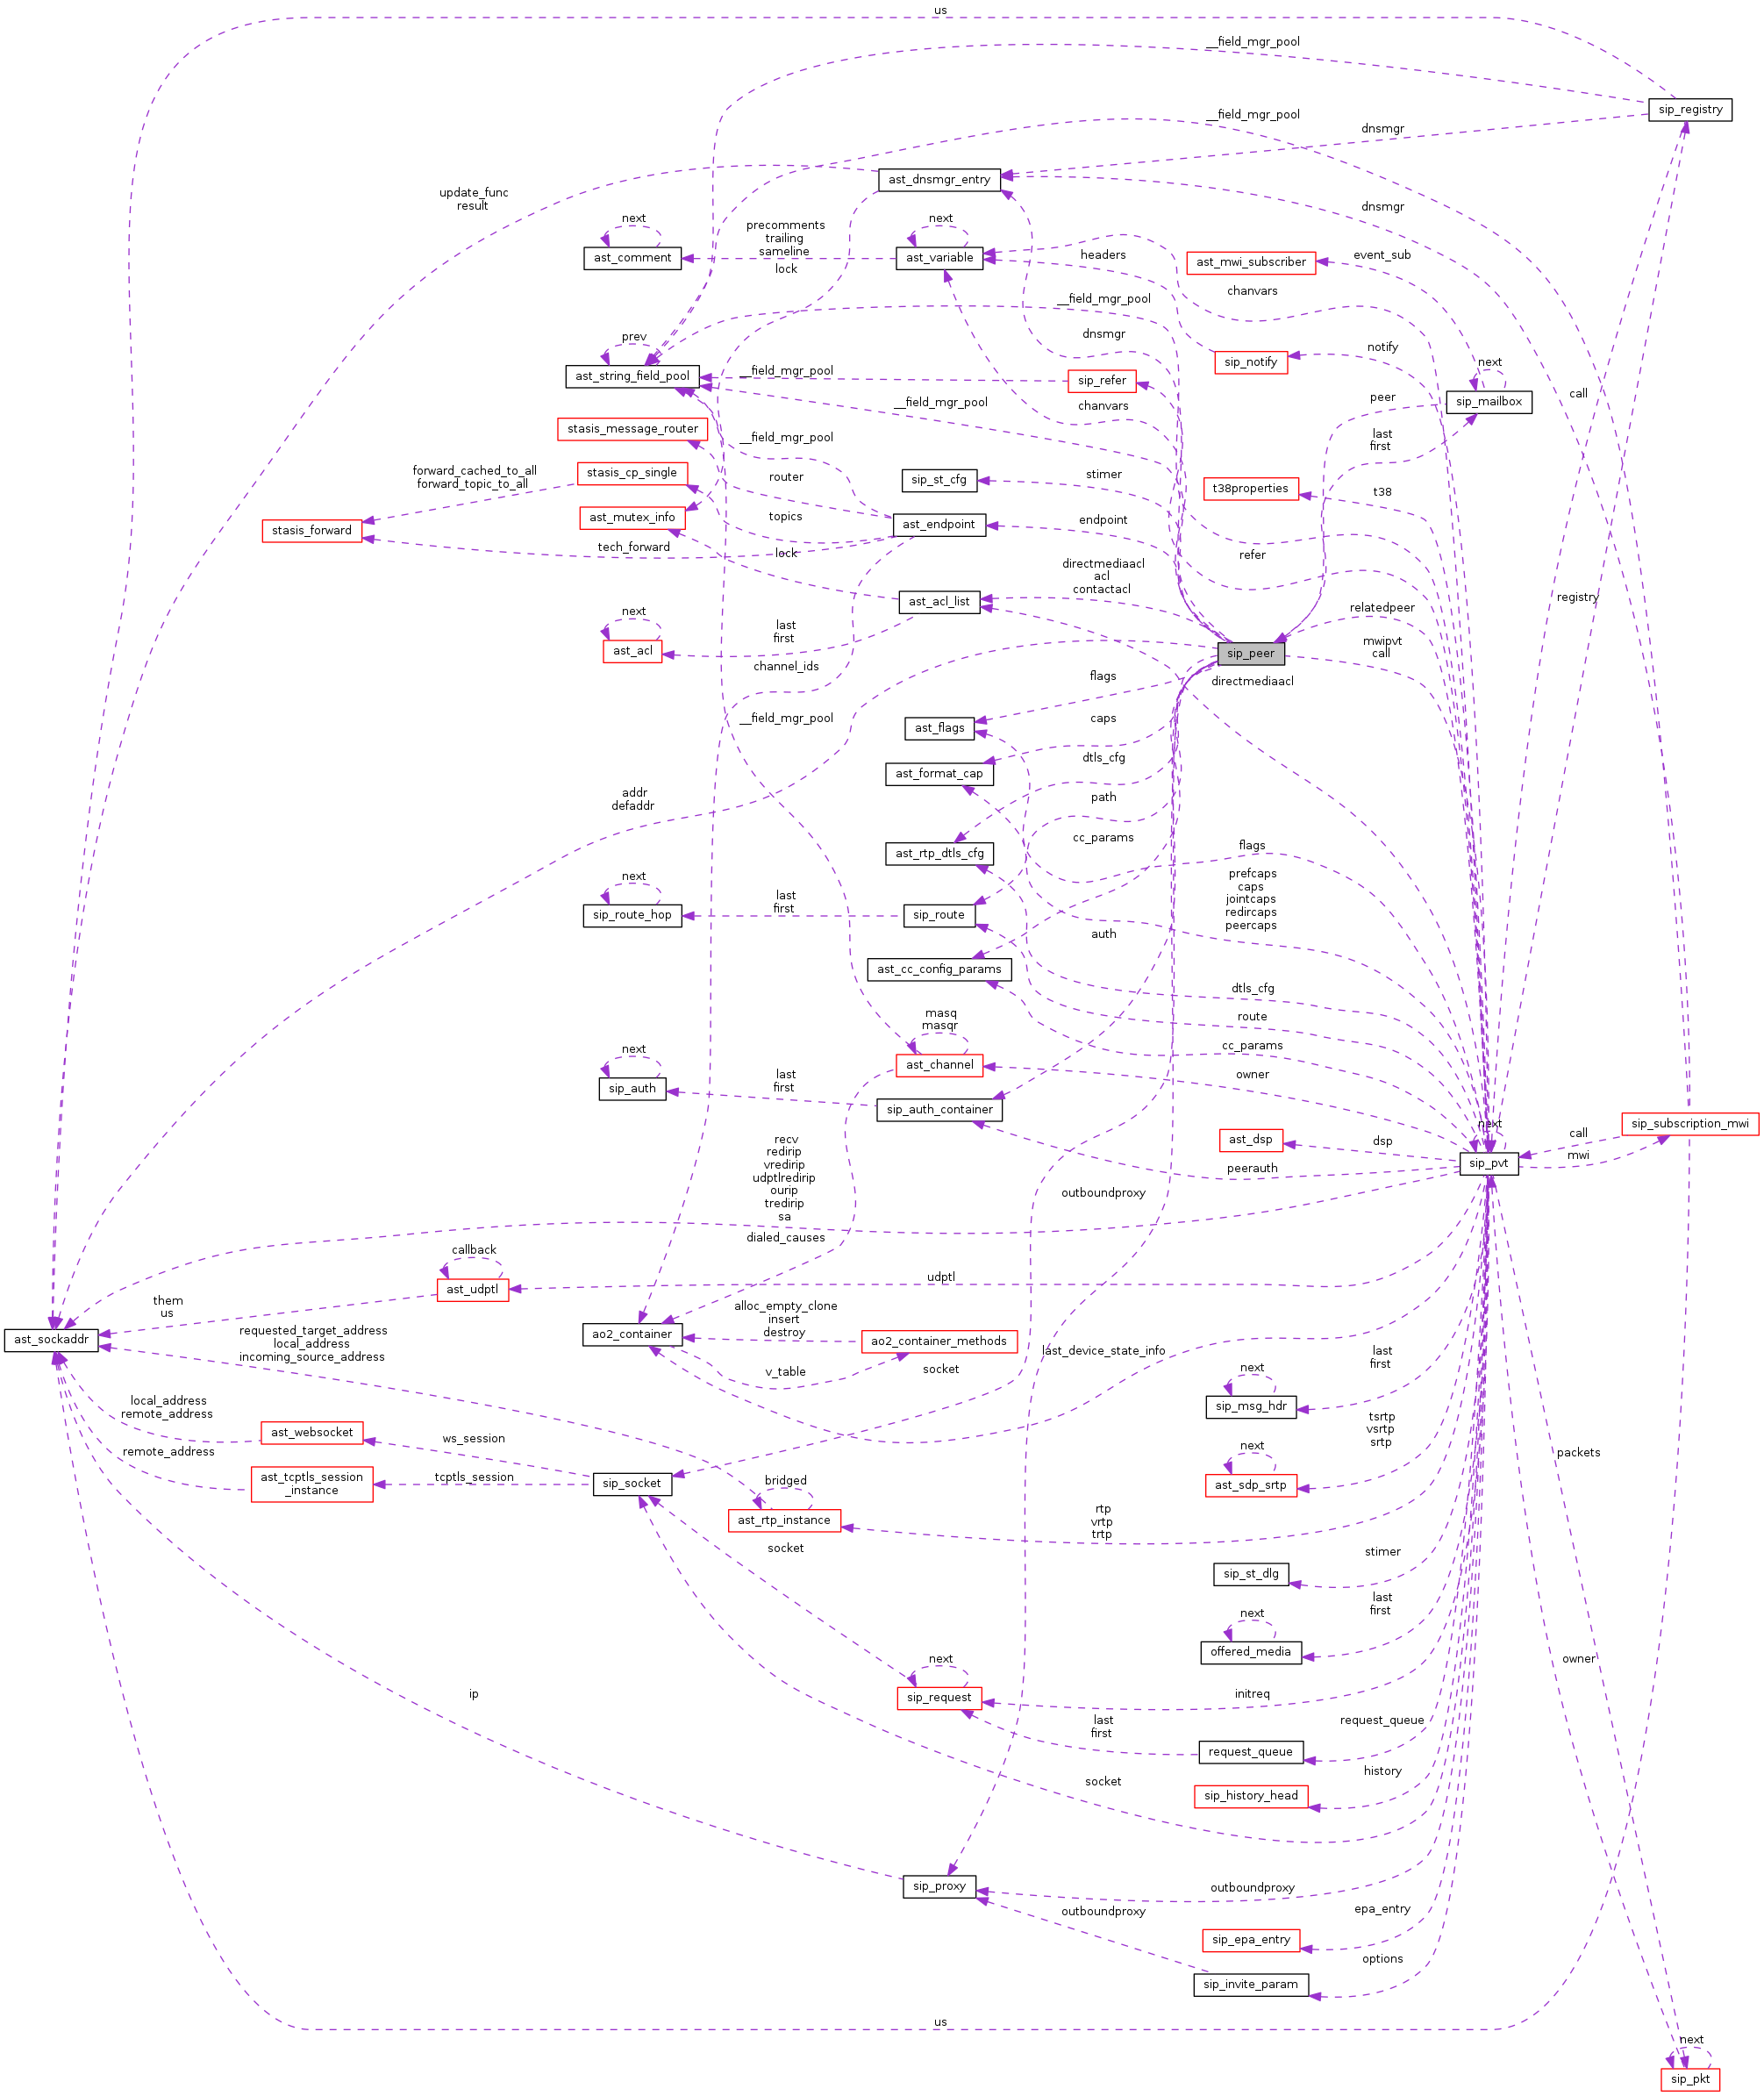 us
__field_mgr_pool
sip_registry
__field_mgr_pool
dnsmgr
ast_dnsmgr_entry
update_func
result
dnsmgr
next
precomments
trailing
sameline
next
headers
event_sub
ast_comment
ast_variable
ast_mwi_subscriber
lock
chanvars
__field_mgr_pool
prev
dnsmgr
notify
sip_notify
next
ast_string_field_pool
__field_mgr_pool
sip_refer
call
peer
sip_mailbox
__field_mgr_pool
chanvars
stasis_message_router
__field_mgr_pool
last
first
forward_cached_to_all
forward_topic_to_all
stasis_cp_single
router
sip_st_cfg
stimer
t38properties
t38
ast_mutex_info
topics
ast_endpoint
endpoint
stasis_forward
tech_forward
lock
refer
directmediaacl
acl
contactacl
registry
next
ast_acl_list
relatedpeer
last
first
mwipvt
call
ast_acl
sip_peer
channel_ids
flags
directmediaacl
__field_mgr_pool
ast_flags
caps
dtls_cfg
ast_format_cap
addr
defaddr
path
cc_params
flags
ast_rtp_dtls_cfg
prefcaps
caps
jointcaps
redircaps
peercaps
next
last
first
sip_route_hop
sip_route
auth
ast_cc_config_params
dtls_cfg
masq
masqr
route
next
cc_params
ast_channel
owner
last
first
sip_auth
sip_auth_container
sip_subscription_mwi
next
call
recv
redirip
vredirip
udptlredirip
ourip
tredirip
sa
ast_dsp
dsp
mwi
peerauth
sip_pvt
outboundproxy
dialed_causes
callback
udptl
ast_udptl
them
us
alloc_empty_clone
insert
destroy
ast_sockaddr
requested_target_address
local_address
incoming_source_address
ao2_container
ao2_container_methods
last_device_state_info
last
first
v_table
socket
next
local_address
remote_address
sip_msg_hdr
ast_websocket
ws_session
tsrtp
vsrtp
srtp
remote_address
next
packets
ast_tcptls_session
_instance
tcptls_session
sip_socket
bridged
ast_sdp_srtp
ast_rtp_instance
rtp
vrtp
trtp
socket
stimer
sip_st_dlg
last
first
next
offered_media
next
owner
ip
sip_request
initreq
last
first
request_queue
request_queue
history
socket
sip_history_head
sip_proxy
outboundproxy
outboundproxy
epa_entry
sip_epa_entry
options
sip_invite_param
us
next
sip_pkt